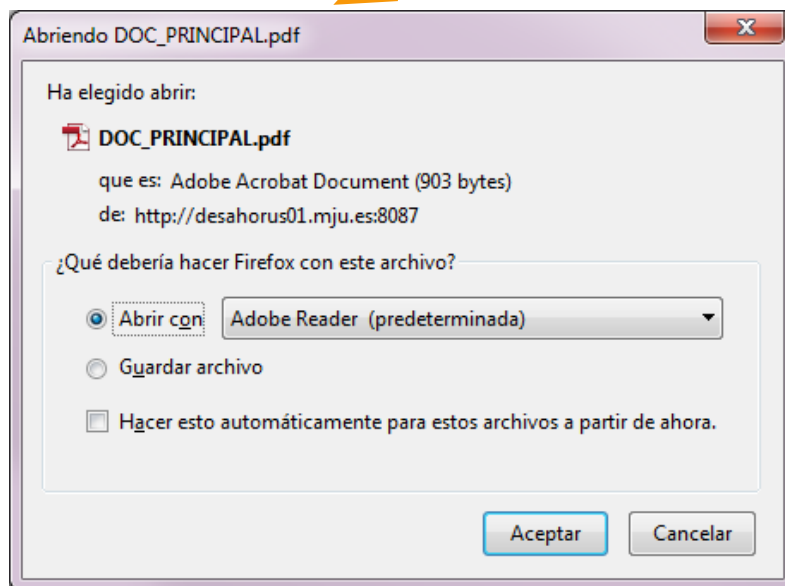 Abriendo DOC_PRINCIPAL.pdf
Ha elegido abrir:
DOC_PRINCIPAL.pdf
que es: Adobe Acrobat Document (903 bytes)
de: http://desahorus01.mju.es:8087
¿Qué debería hacer Firefox con este archivo?
Abrir con Adobe Reader (predeterminada)
Guardar archivo
Hacer esto automáticamente para estos archivos a partir de ahora.
Aceptar Cancelar